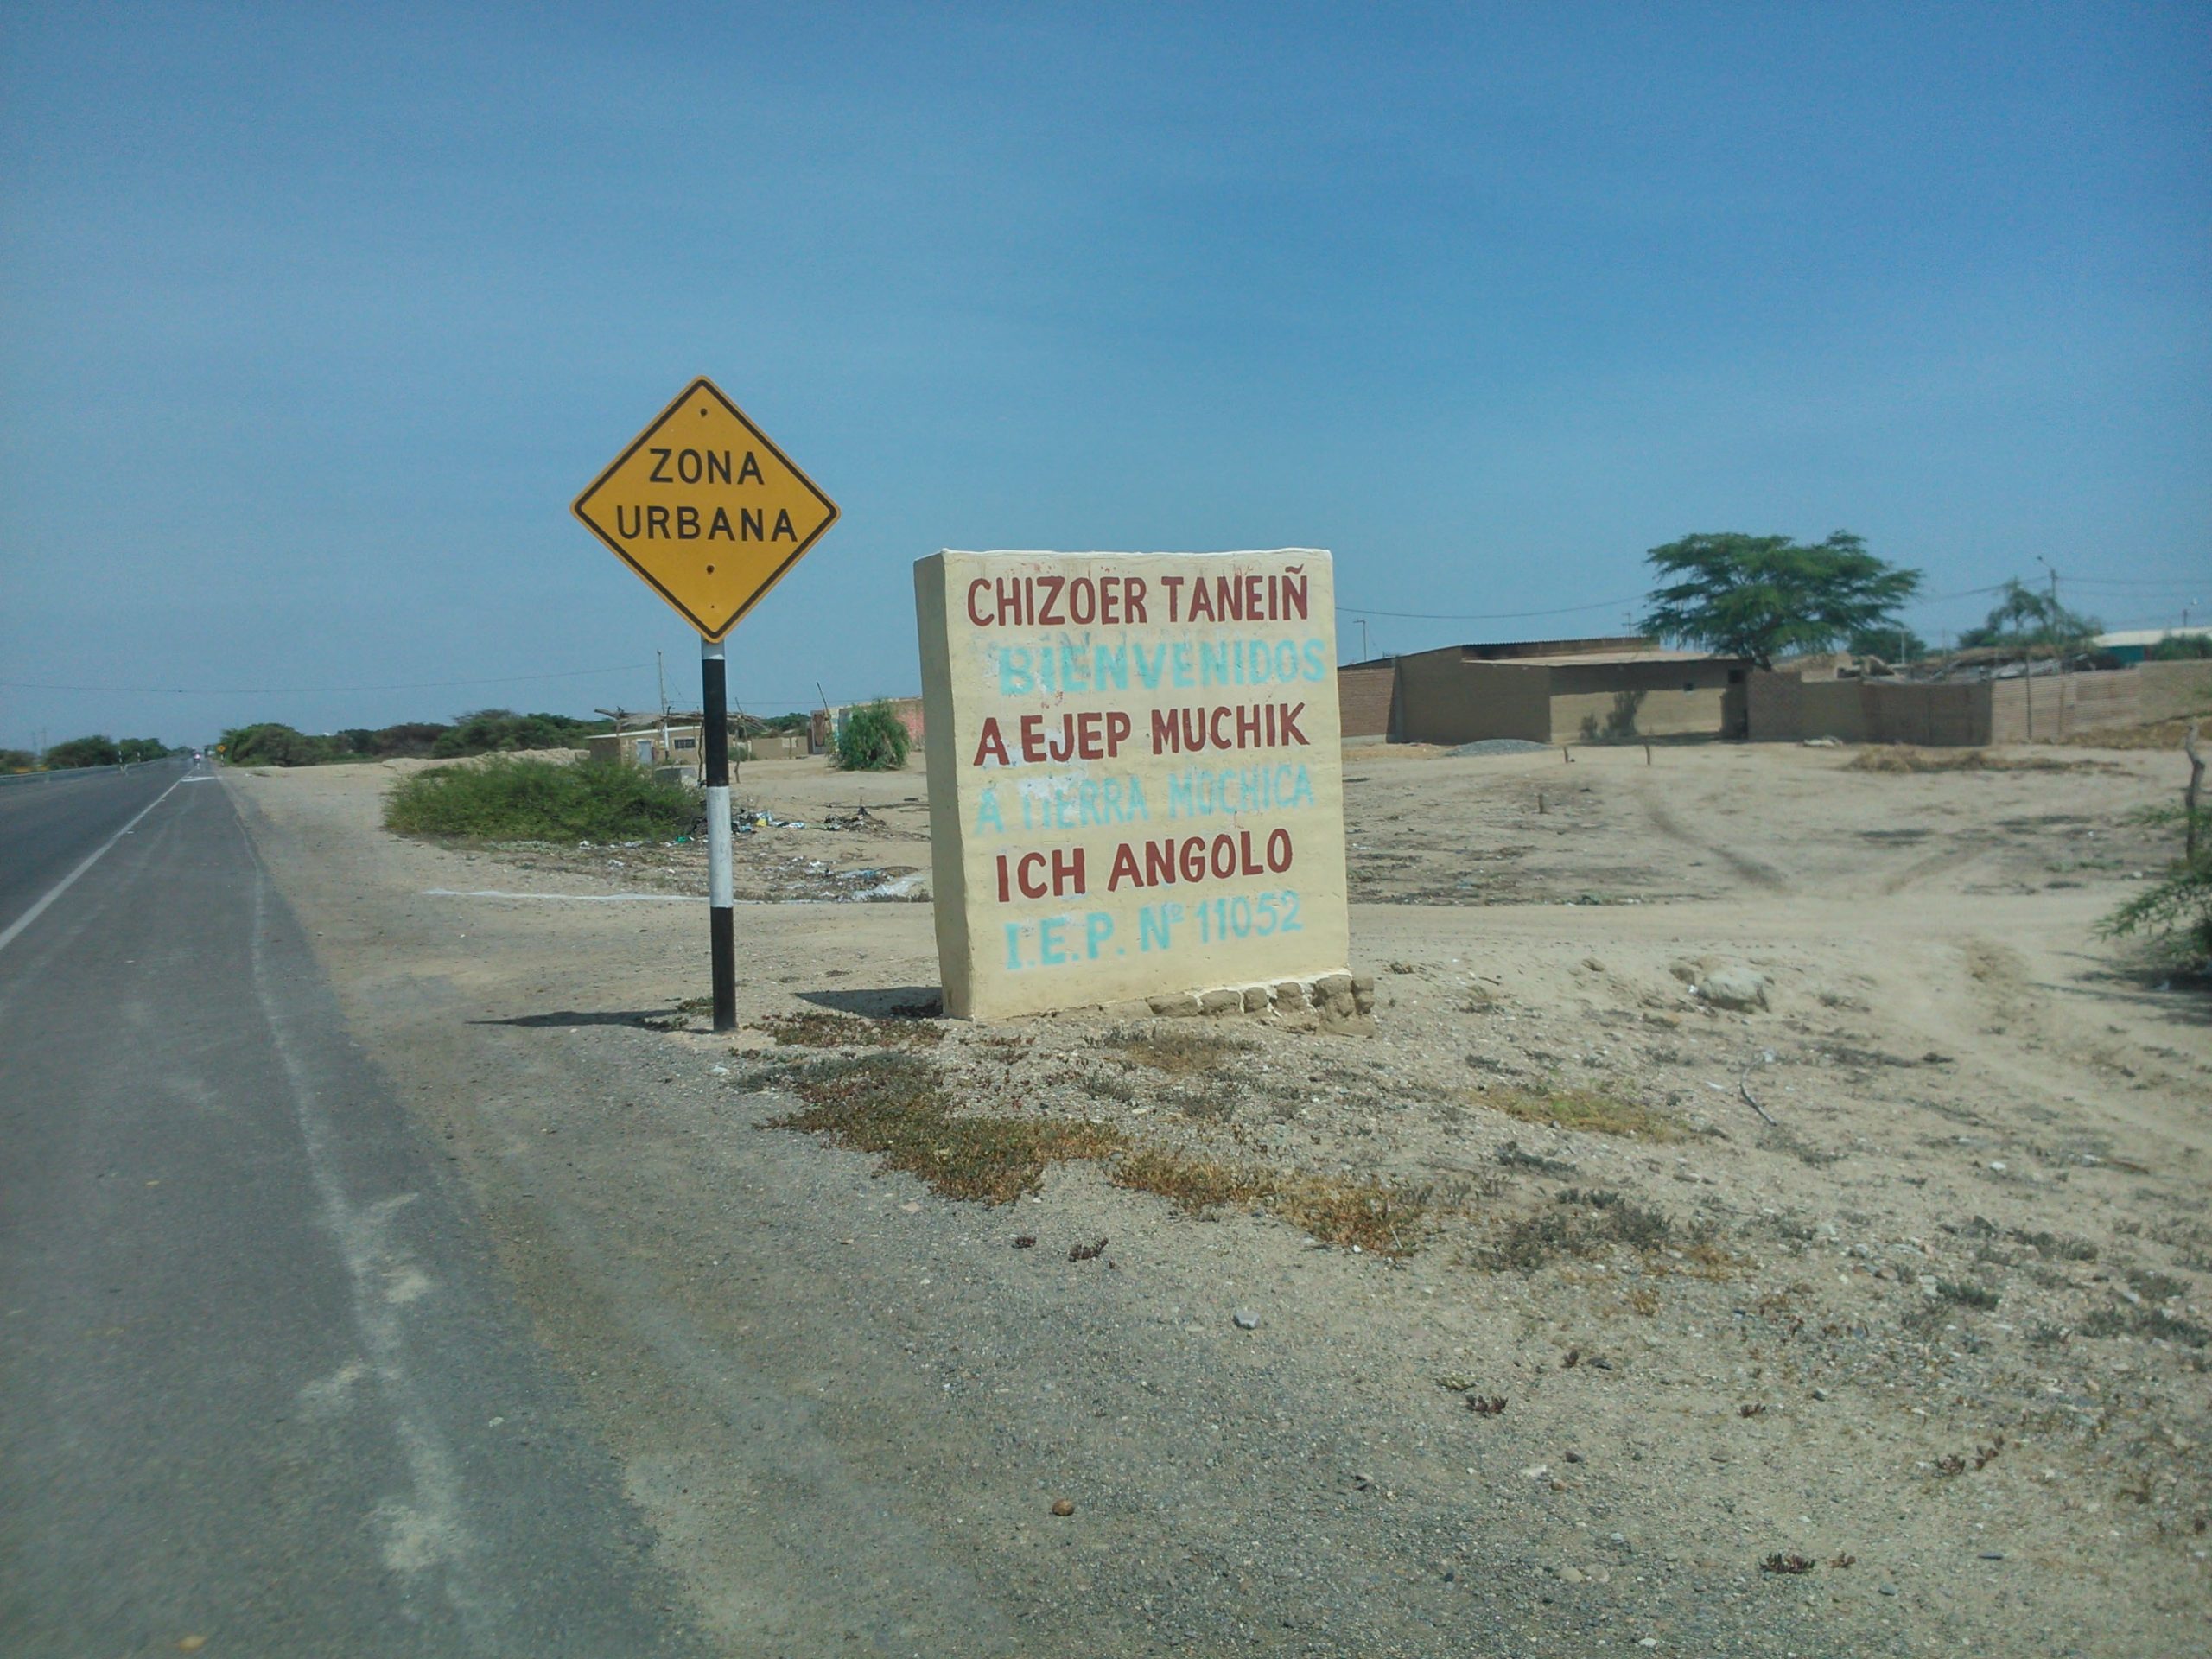 ZONA
URBANA
CHIZOER TANEIÑ
BIENVENIDOS
A EJEP MUCHIK
A TIERRA MOCHICA
ICH ANGOLO
I.E.P. Nº 11052